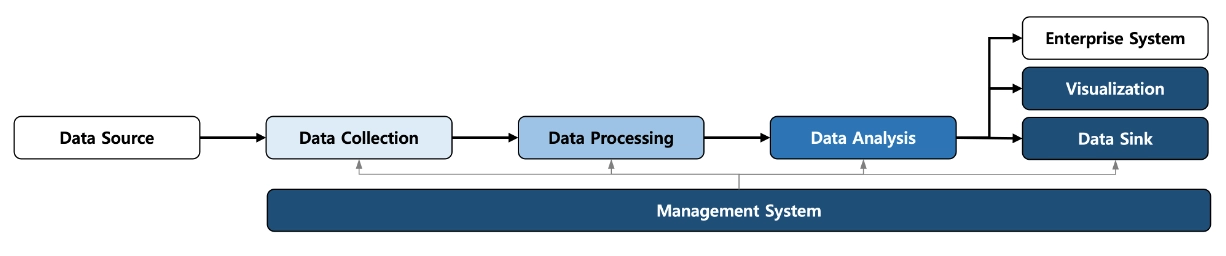 Enterprise System
Visualization
Data Source
Data Collection
Data Processing
Data Analysis
Data Sink
Management System